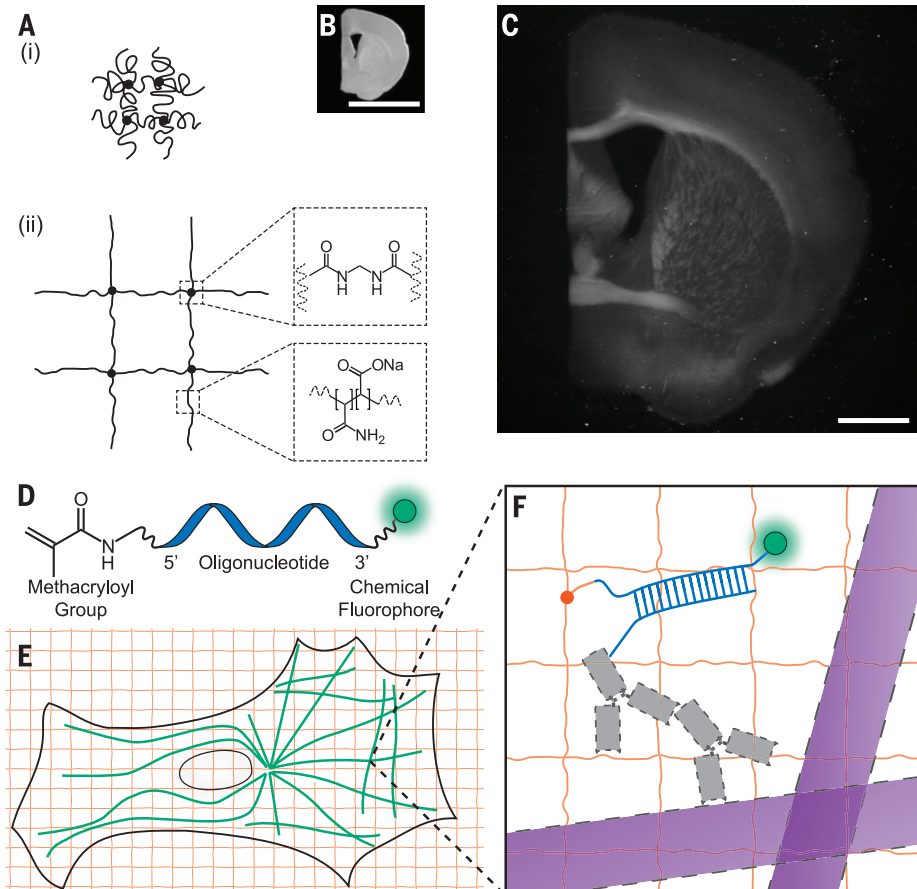 A
(i)
B
C
(ii)
O
O
N
H
N
H
O
ONa
O
NH2
D
O
N
H
5’
Oligonucleotide
3’
Methacryloyl
Group
Chemical
Fluorophore
E
F